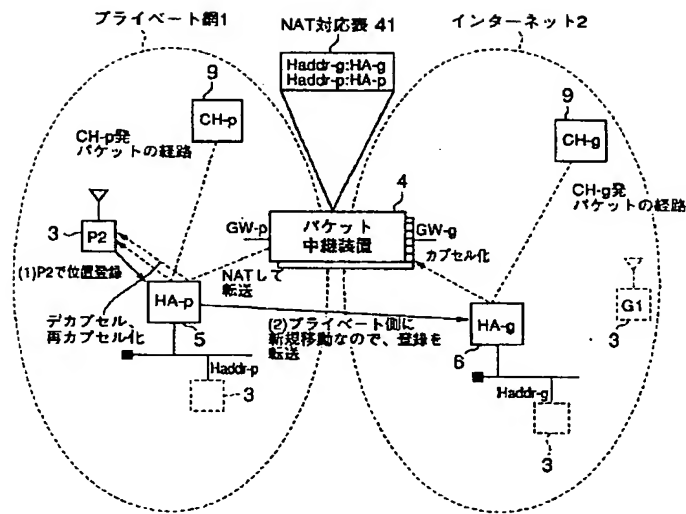 プライベート網1
NAT対応表 41
インターネット2
Haddr-g:HA-g
Haddr-p:HA-p
9
CH-p
9
CH-g
CH-p発
パケットの経路
CH-g発
パケットの経路
4
GW-p
パケット
中継装置
GW-g
3
P2
NATして
転送
カプセル化
(1)P2で位置登録
G1
3
HA-p
5
デカプセル、
再カプセル化
(2)プライベート側に
新規移動なので、登録を
転送
HA-g
6
Haddr-p
3
Haddr-g
3